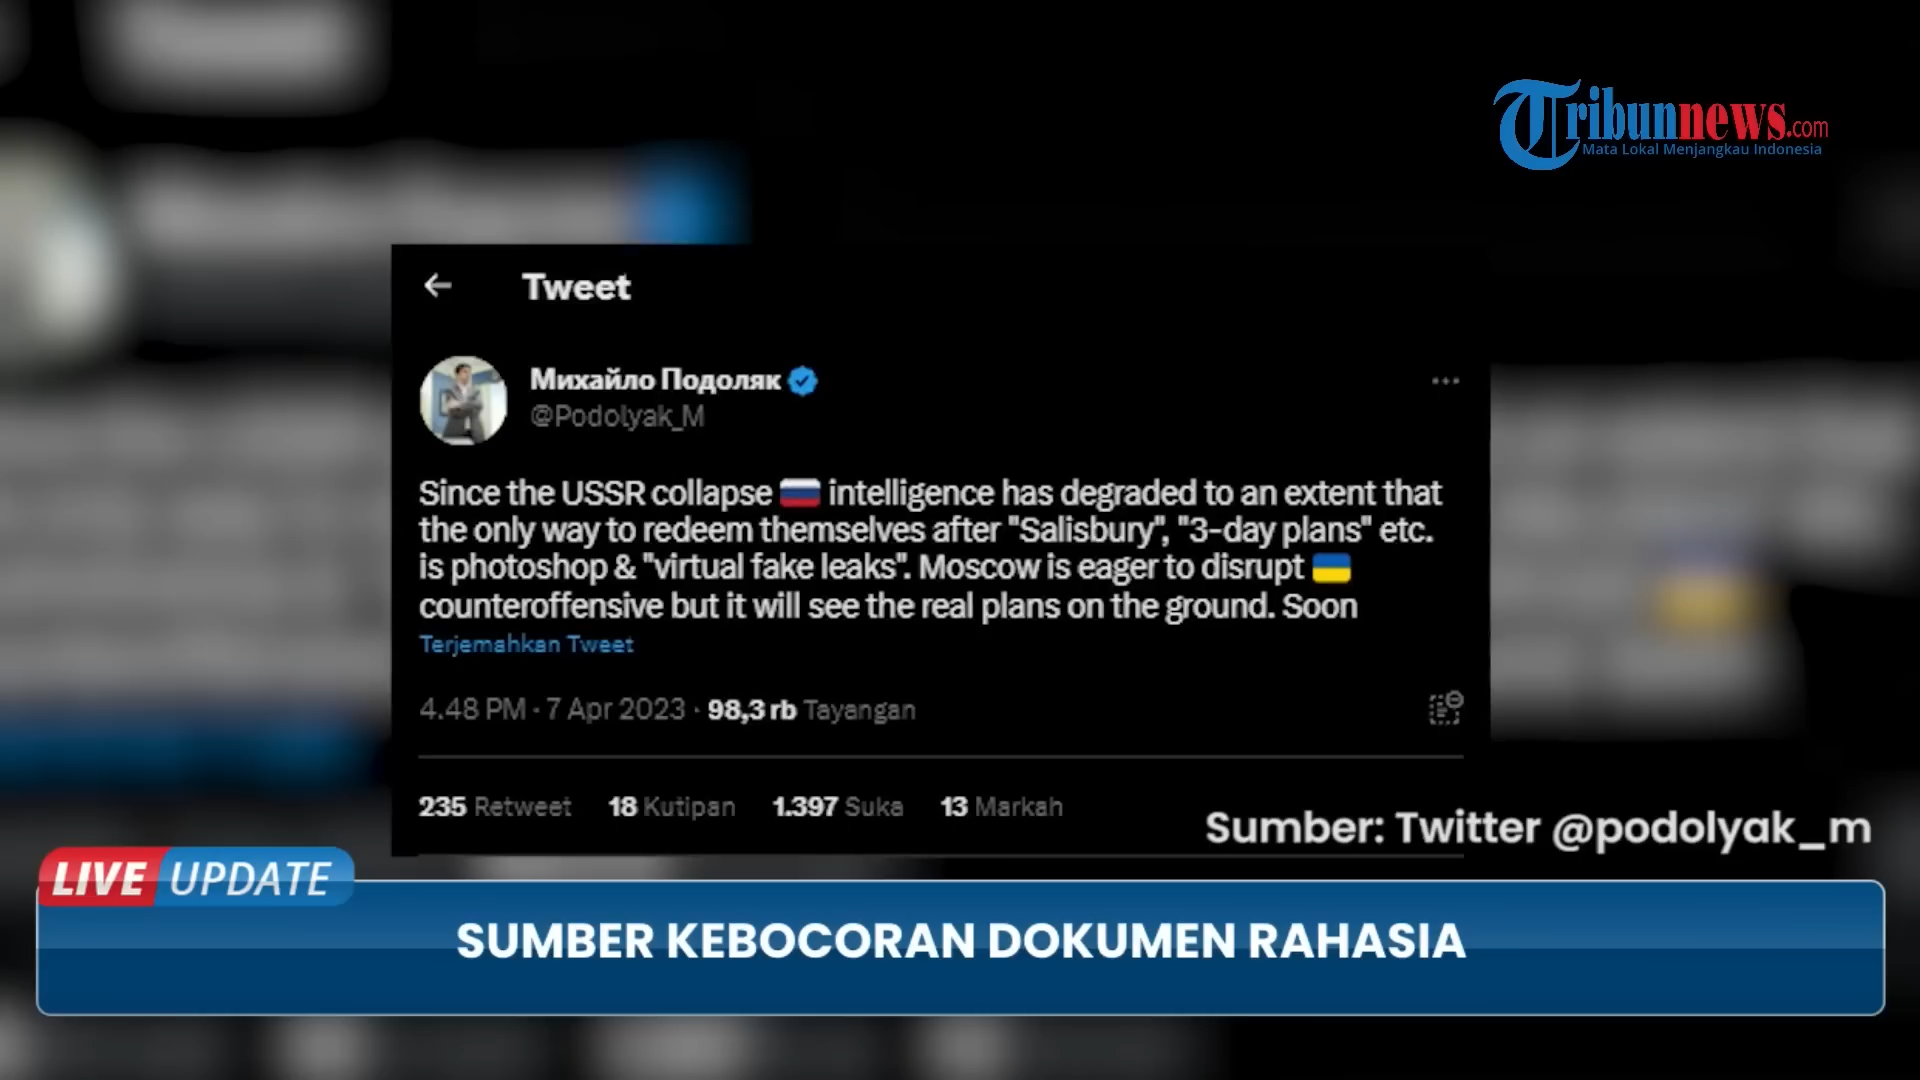 Tribunnews.com
Mata Lokal Menjangkau Indonesia
Tweet
Михайло Подоляк
@Podolyak_M
Since the USSR collapse 🇷🇺 intelligence has degraded to an extent that
the only way to redeem themselves after "Salisbury", "3-day plans" etc.
is photoshop & "virtual fake leaks". Moscow is eager to disrupt 🇺🇦
counteroffensive but it will see the real plans on the ground. Soon
Terjemahkan Tweet
4.48 PM · 7 Apr 2023 · 98,3 rb Tayangan
235 Retweet 18 Kutipan 1.397 Suka 13 Markah
Sumber: Twitter @podolyak_m
LIVE UPDATE
SUMBER KEBOCORAN DOKUMEN RAHASIA